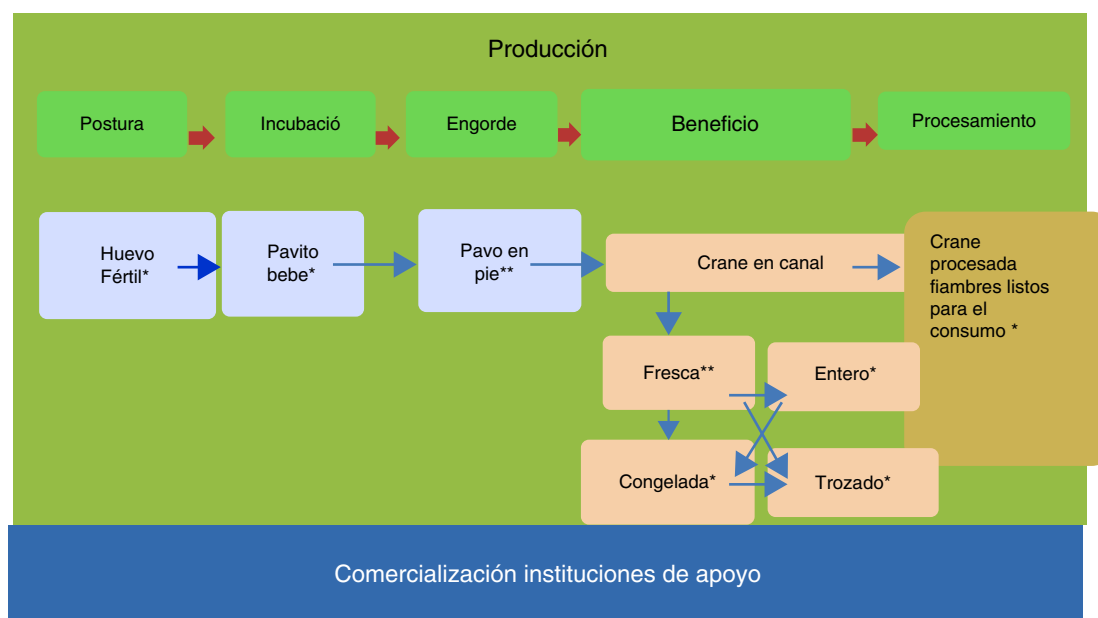 Producción
Postura
Incubació
Engorde
Beneficio
Procesamiento
Huevo
Fértil*
Pavito
bebe*
Pavo en
pie**
Crane en canal
Crane
procesada
fiambres listos
para el
consumo *
Fresca**
Entero*
Congelada*
Trozado*
Comercialización instituciones de apoyo